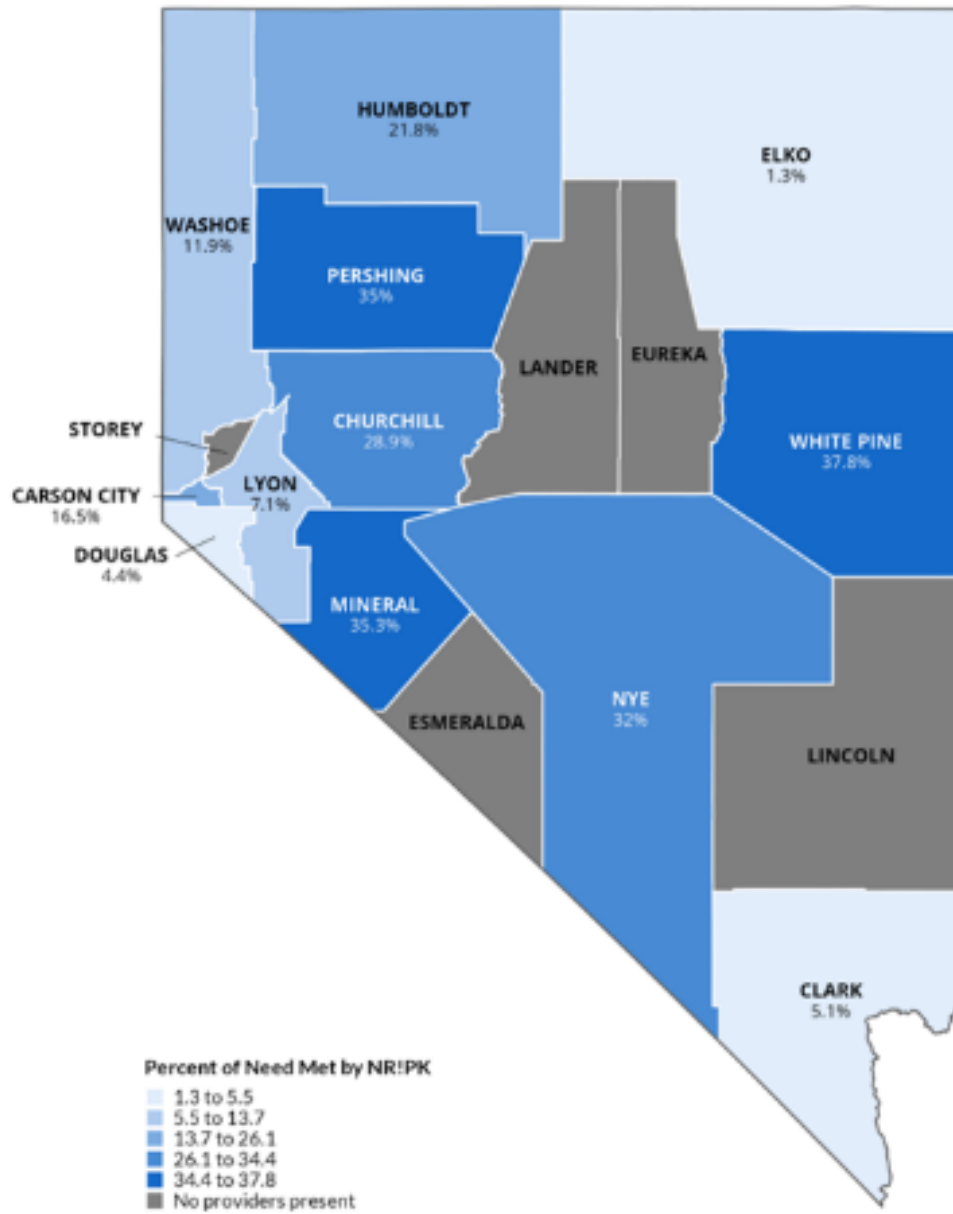 HUMBOLDT
21.8%
ELKO
1.3%
WASHOE
11.9%
PERSHING
35%
LANDER
EUREKA
STOREY
CHURCHILL
28.9%
WHITE PINE
37.8%
CARSON CITY
16.5%
LYON
7.1%
DOUGLAS
4.4%
MINERAL
35.3%
ESMERALDA
NYE
32%
LINCOLN
CLARK
5.1%
Percent of Need Met by NR!PK
1.3 to 5.5
5.5 to 13.7
13.7 to 26.1
26.1 to 34.4
34.4 to 37.8
No providers present